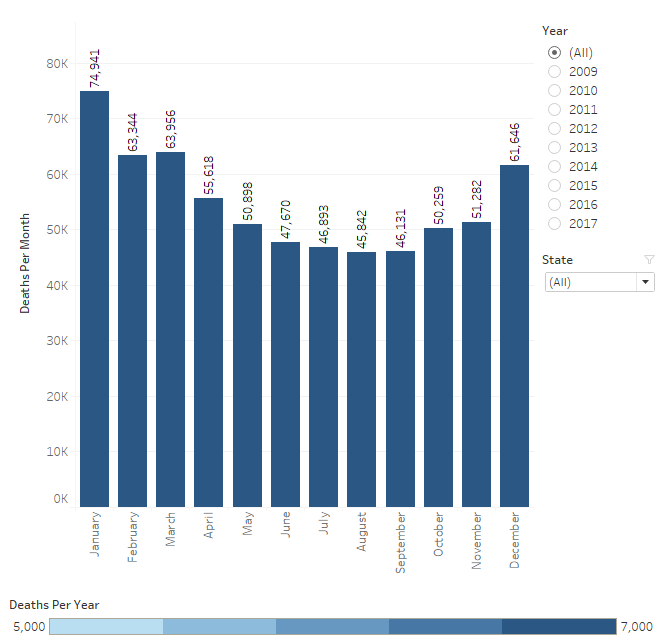 Year
(All)
2009
2010
2011
2012
2013
2014
2015
2016
2017
State
(All)
Deaths Per Month
80K
70K
60K
50K
40K
30K
20K
10K
0K
74,941
63,344
63,956
55,618
50,898
47,670
46,893
45,842
46,131
50,259
51,282
61,646
January
February
March
April
May
June
July
August
September
October
November
December
Deaths Per Year
5,000 7,000